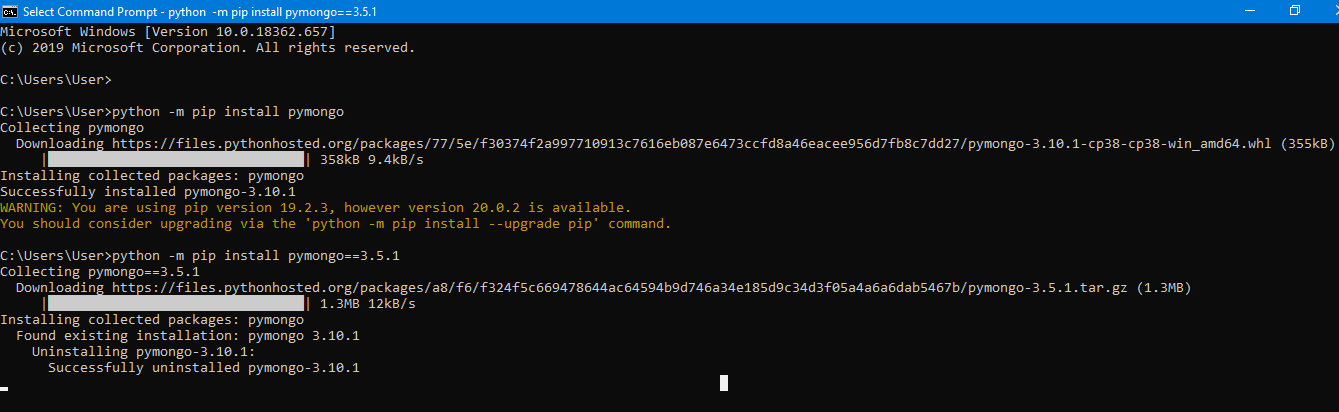 Select Command Prompt - python  -m pip install pymongo==3.5.1
Microsoft Windows [Version 10.0.18362.657]
(c) 2019 Microsoft Corporation. All rights reserved.
C:\Users\User>
C:\Users\User>python -m pip install pymongo
Collecting pymongo
  Downloading https://files.pythonhosted.org/packages/77/5e/f30374f2a997710913c7616eb087e6473ccfd8a46eacee956d7fb8c7dd27/pymongo-3.10.1-cp38-cp38-win_amd64.whl (355kB)
     |████████████████████████████████| 358kB 9.4kB/s
Installing collected packages: pymongo
Successfully installed pymongo-3.10.1
WARNING: You are using pip version 19.2.3, however version 20.0.2 is available.
You should consider upgrading via the 'python -m pip install --upgrade pip' command.
C:\Users\User>python -m pip install pymongo==3.5.1
Collecting pymongo==3.5.1
  Downloading https://files.pythonhosted.org/packages/a8/f6/f324f5c669478644ac64594b9d746a34e185d9c34d3f05a4a6a6dab5467b/pymongo-3.5.1.tar.gz (1.3MB)
     |████████████████████████████████| 1.3MB 12kB/s
Installing collected packages: pymongo
  Found existing installation: pymongo 3.10.1
    Uninstalling pymongo-3.10.1:
      Successfully uninstalled pymongo-3.10.1